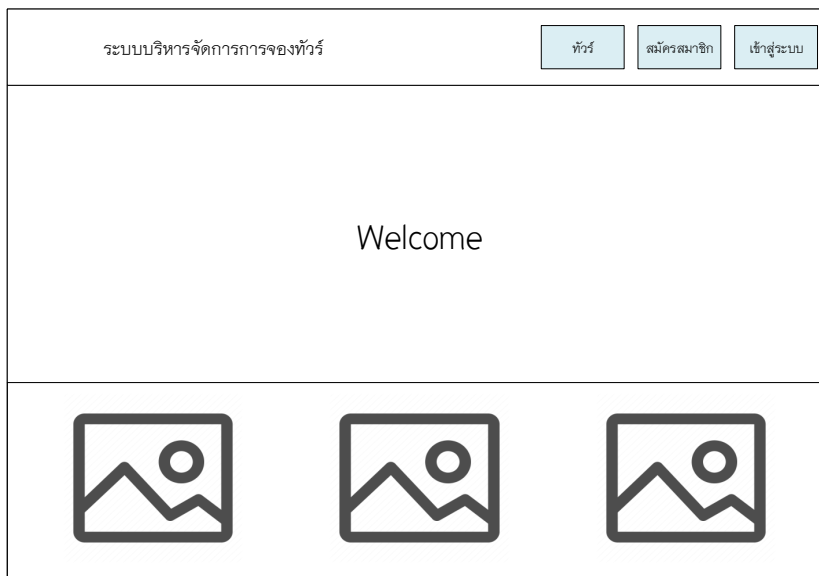 ระบบบริหารจัดการการจองทัวร์
ทัวร์
สมัครสมาชิก
เข้าสู่ระบบ
Welcome